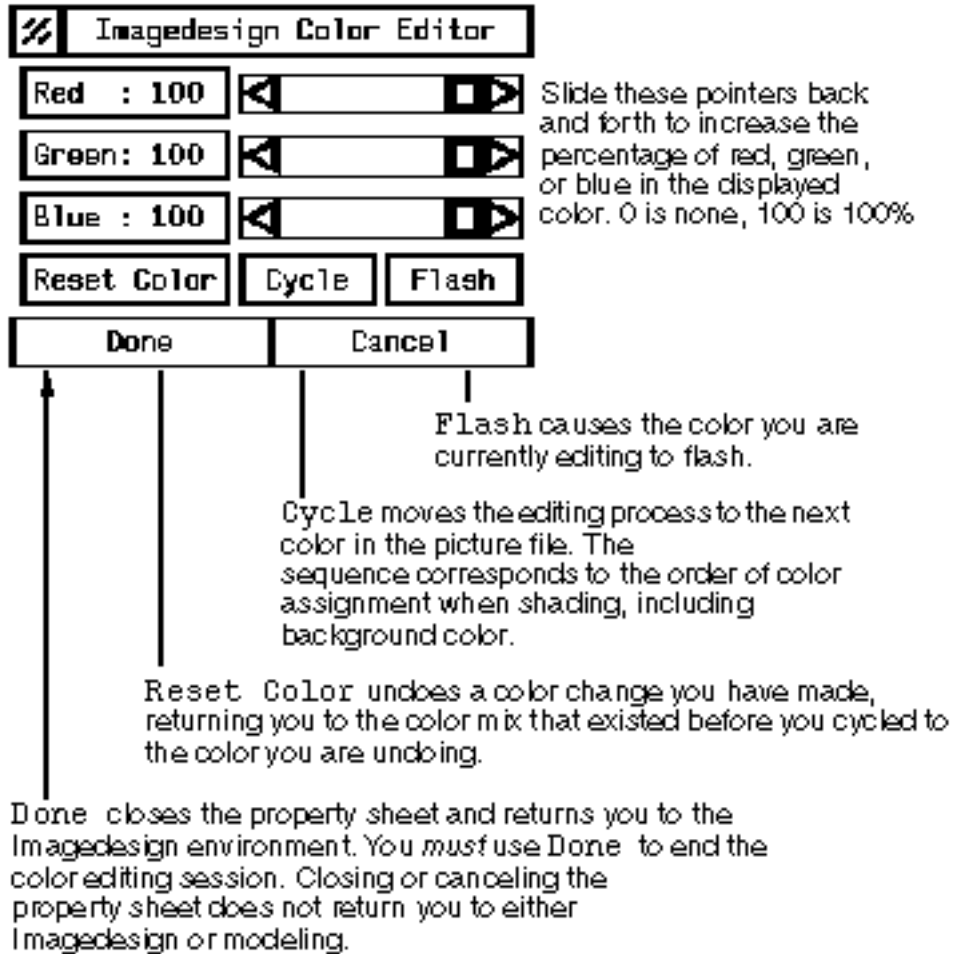 Imagedesign Color Editor
Red : 100
Green: 100
Blue : 100
Slide these pointers back
and forth to increase the
percentage of red, green,
or blue in the displayed
color. 0 is none, 100 is 100%
Reset Color Cycle Flash
Done Cancel
Flash causes the color you are
currently editing to flash.
Cycle moves the editing process to the next
color in the picture file. The
sequence corresponds to the order of color
assignment when shading, including
background color.
Reset Color undoes a color change you have made,
returning you to the color mix that existed before you cycled to
the color you are undoing.
Done closes the property sheet and returns you to the
Imagedesign environment. You must use Done to end the
color editing session. Closing or canceling the
property sheet does not return you to either
Imagedesign or modeling.